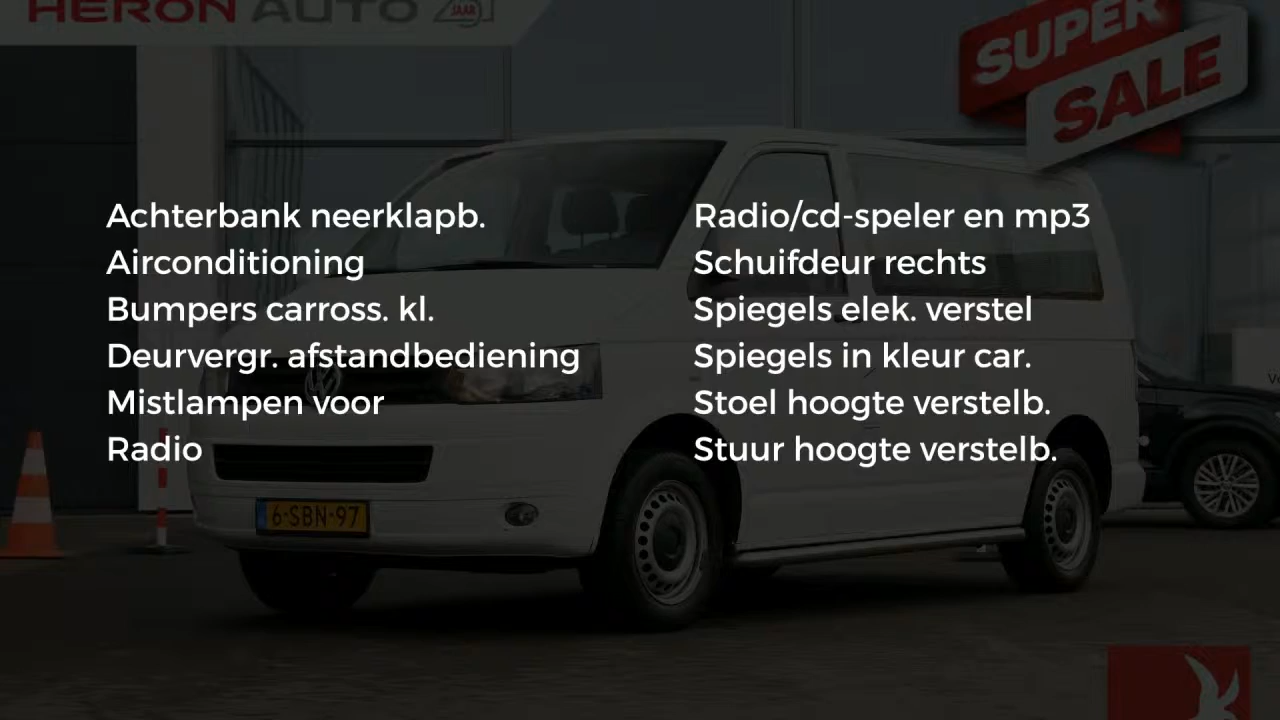 HERON AUTO
JAAR
SUPER
SALE
Achterbank neerklapb.
Airconditioning
Bumpers carross. kl.
Deurvergr. afstandbediening
Mistlampen voor
Radio
Radio/cd-speler en mp3
Schuifdeur rechts
Spiegels elek. verstel
Spiegels in kleur car.
Stoel hoogte verstelb.
Stuur hoogte verstelb.
6-SBN-97